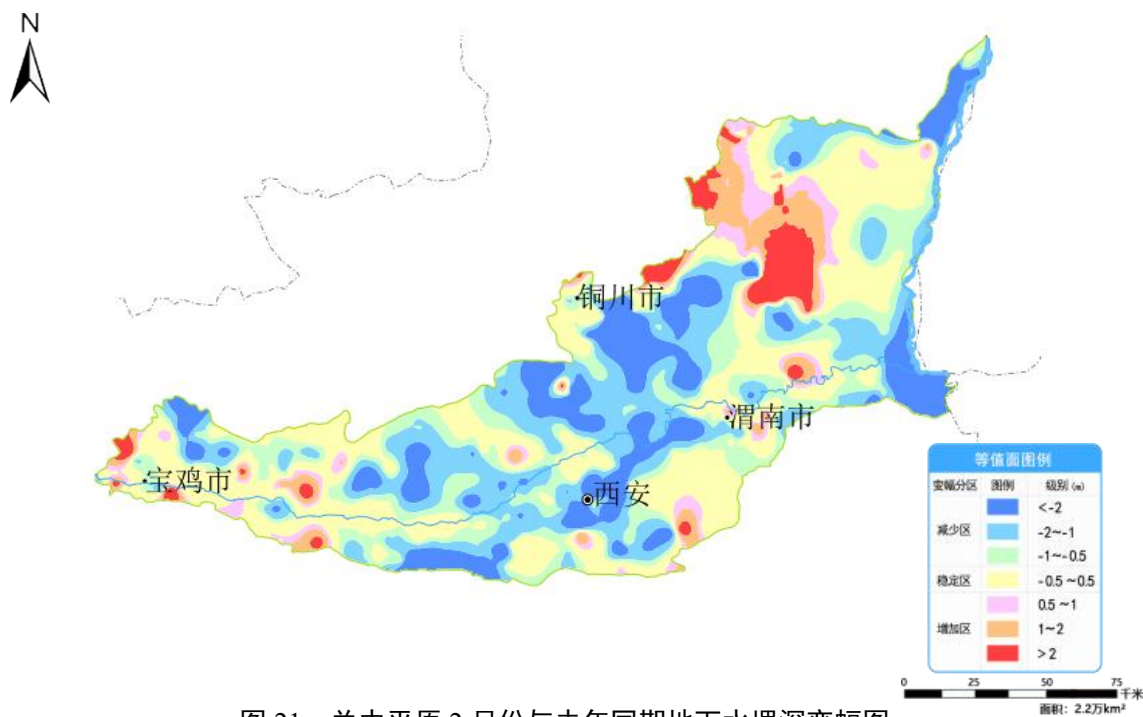 N
铜川市
渭南市
宝鸡市
西安
等值面图例
变幅分区 图例 级别 (m)
减少区
<-2
-2~-1
-1~-0.5
稳定区
-0.5~0.5
增加区
0.5~1
1~2
>2
0 25 50 75
千米
面积: 2.2万km²